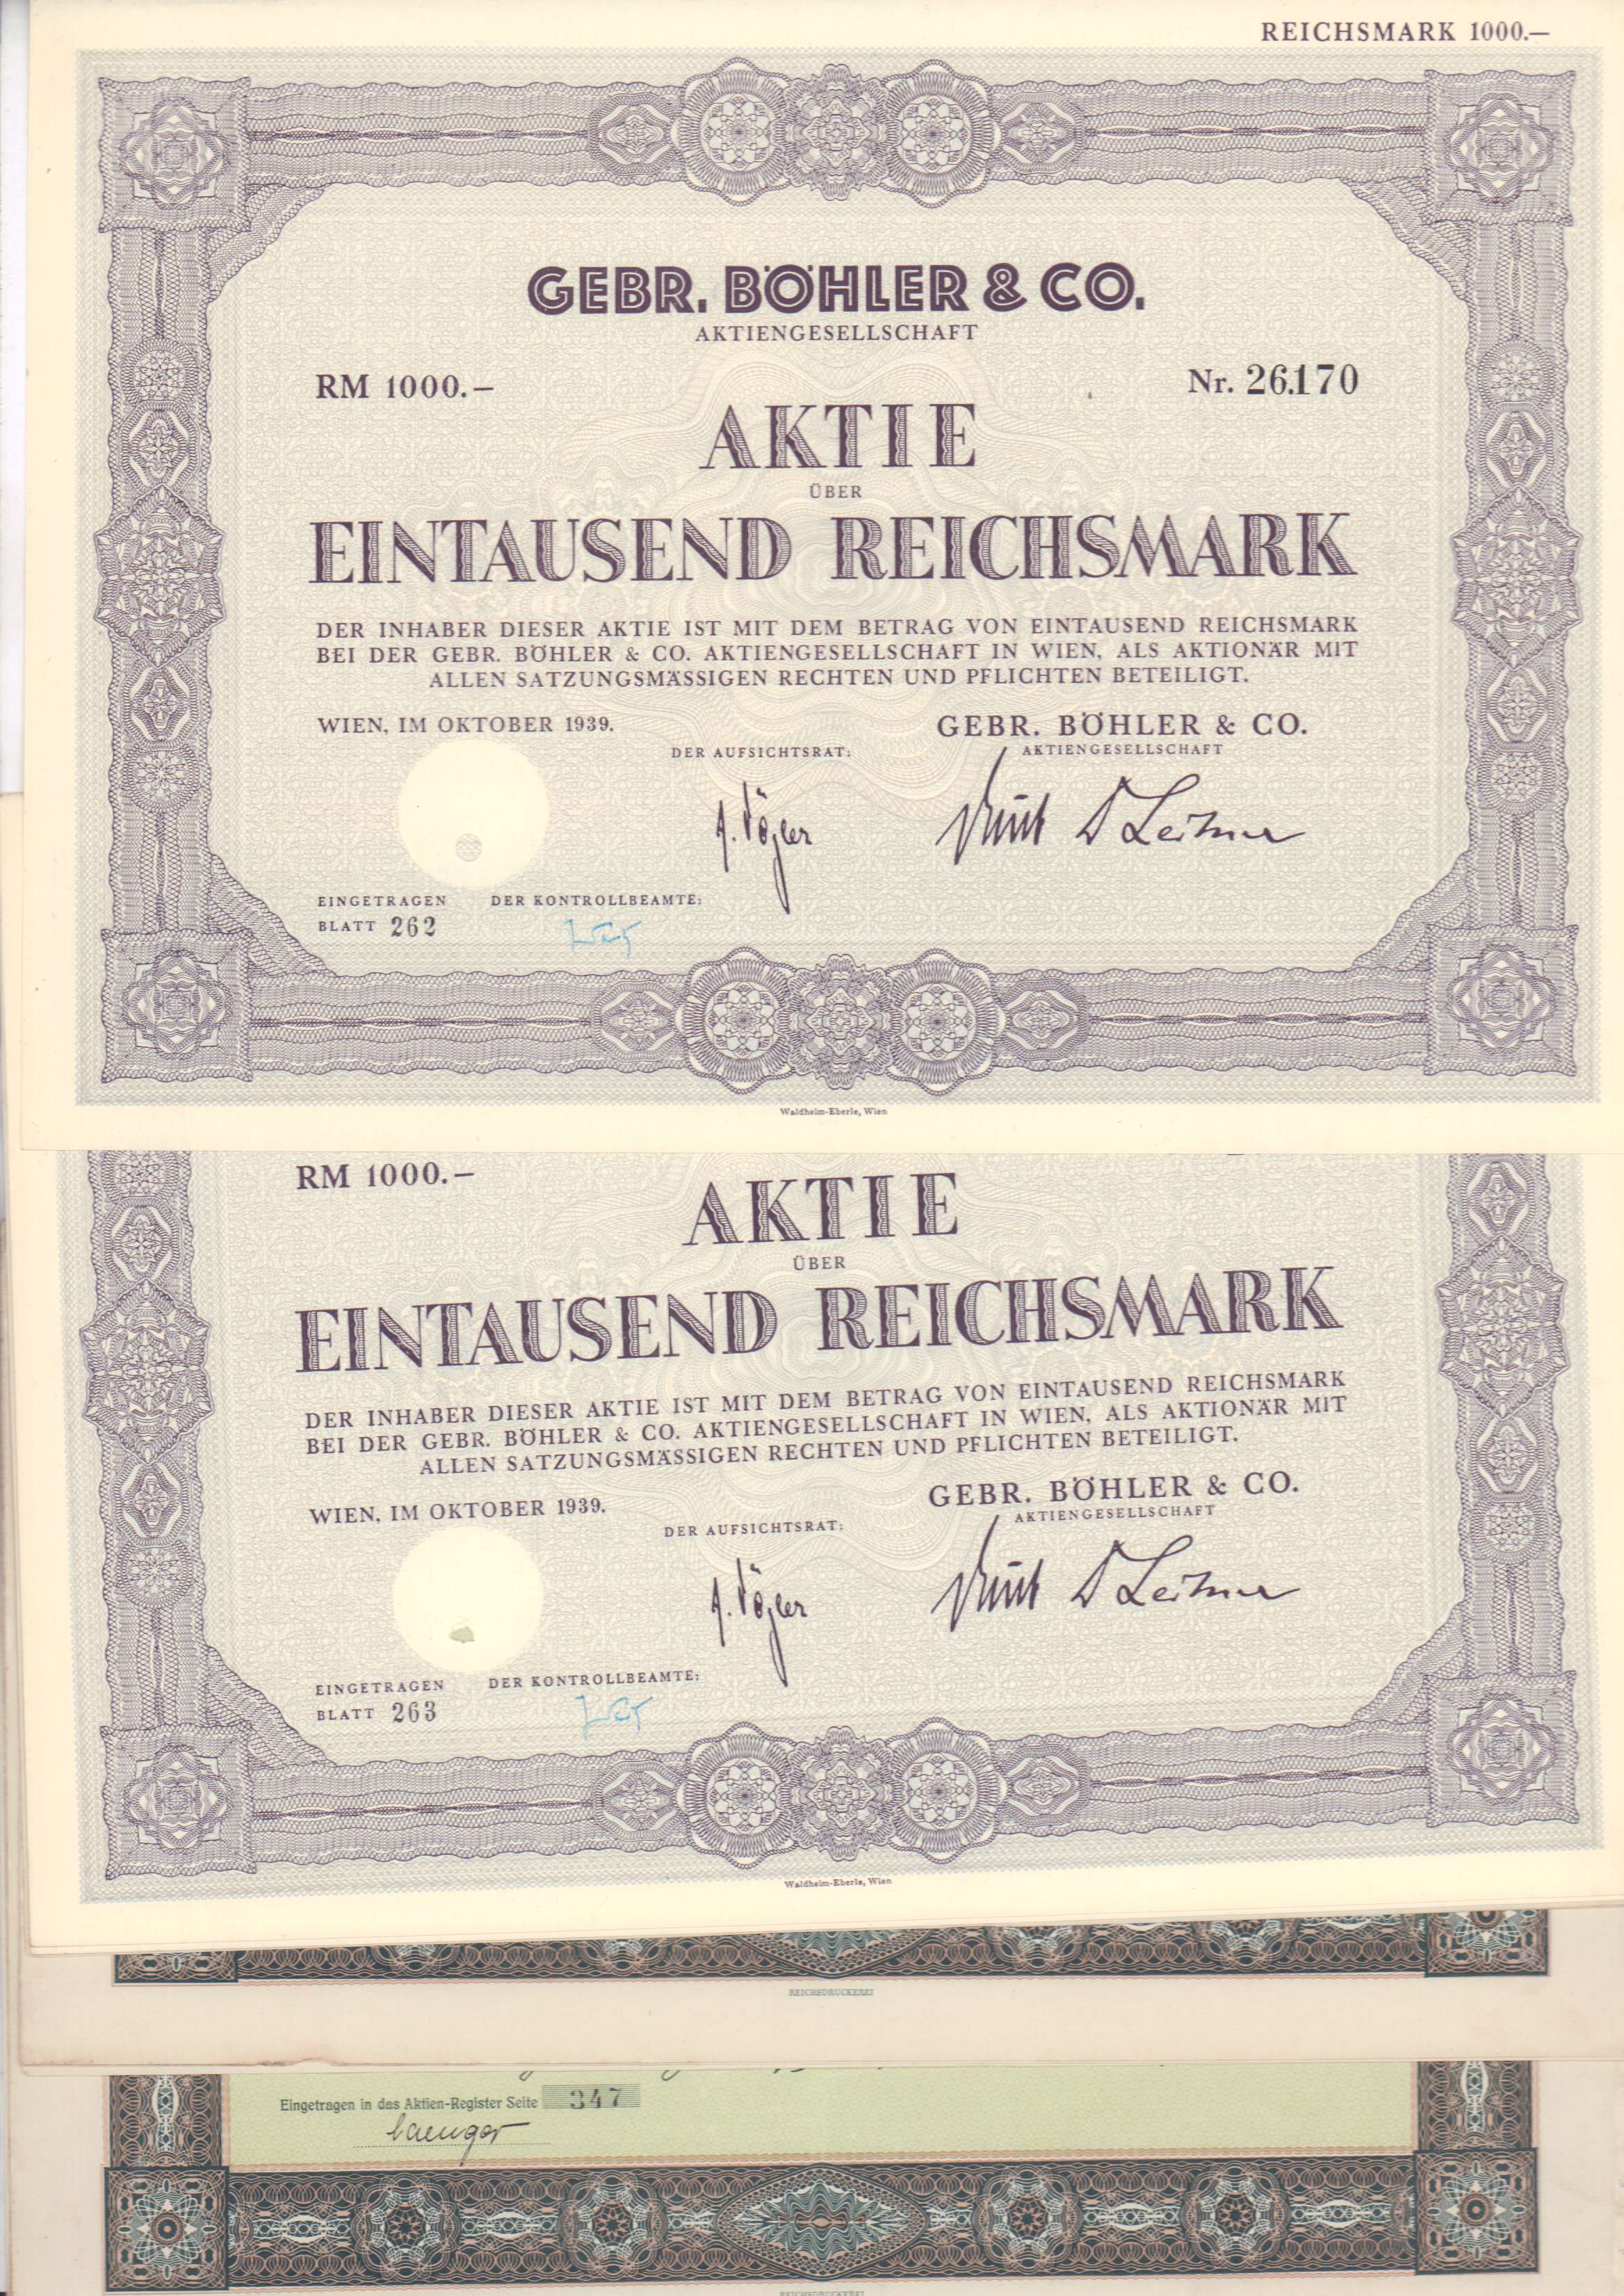 REICHSMARK 1000.—
GEBR. BÖHLER & CO.
AKTIENGESELLSCHAFT
RM 1000.— Nr. 26.170
AKTIE
ÜBER
EINTAUSEND REICHSMARK
DER INHABER DIESER AKTIE IST MIT DEM BETRAG VON EINTAUSEND REICHSMARK
BEI DER GEBR. BÖHLER & CO. AKTIENGESELLSCHAFT IN WIEN, ALS AKTIONÄR MIT
ALLEN SATZUNGSMÄSSIGEN RECHTEN UND PFLICHTEN BETEILIGT.
WIEN, IM OKTOBER 1939.
GEBR. BÖHLER & CO.
DER AUFSICHTSRAT: AKTIENGESELLSCHAFT
A. Vögler
EINGETRAGEN DER KONTROLLBEAMTE:
BLATT 262
Waldheim-Eberle, Wien
RM 1000.—
AKTIE
ÜBER
EINTAUSEND REICHSMARK
DER INHABER DIESER AKTIE IST MIT DEM BETRAG VON EINTAUSEND REICHSMARK
BEI DER GEBR. BÖHLER & CO. AKTIENGESELLSCHAFT IN WIEN, ALS AKTIONÄR MIT
ALLEN SATZUNGSMÄSSIGEN RECHTEN UND PFLICHTEN BETEILIGT.
WIEN, IM OKTOBER 1939.
GEBR. BÖHLER & CO.
DER AUFSICHTSRAT: AKTIENGESELLSCHAFT
A. Vögler
EINGETRAGEN DER KONTROLLBEAMTE:
BLATT 263
Waldheim-Eberle, Wien
REICHSDRUCKEREI
Eingetragen in das Aktien-Register Seite 347
REICHSDRUCKEREI